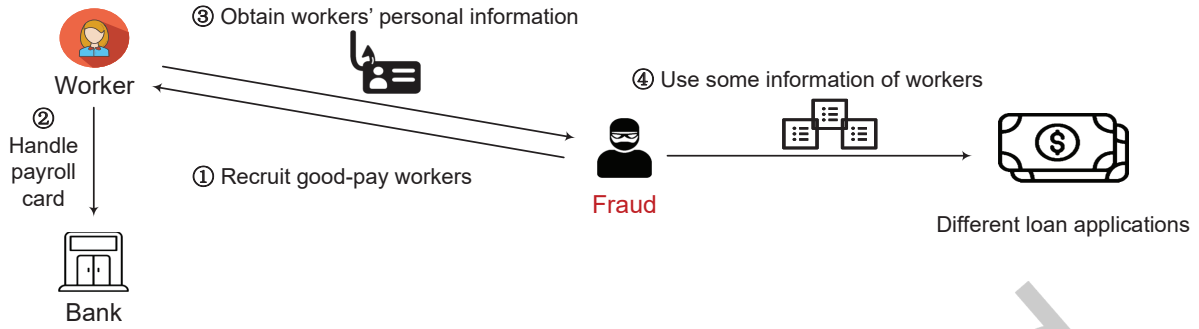 ③ Obtain workers' personal information
Worker
④ Use some information of workers
②
Handle
payroll
card
① Recruit good-pay workers
Fraud
$
Different loan applications
Bank